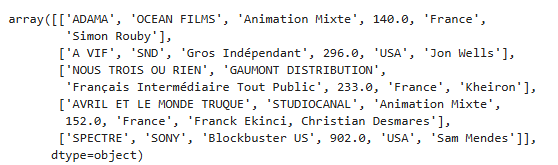 array([['ADAMA', 'OCEAN FILMS', 'Animation Mixte', 140.0, 'France',
'Simon Rouby'],
['A VIF', 'SND', 'Gros Indépendant', 296.0, 'USA', 'Jon Wells'],
['NOUS TROIS OU RIEN', 'GAUMONT DISTRIBUTION',
'Français Intermédiaire Tout Public', 233.0, 'France', 'Kheiron'],
['AVRIL ET LE MONDE TRUQUE', 'STUDIOCANAL', 'Animation Mixte',
152.0, 'France', 'Franck Ekinci, Christian Desmares'],
['SPECTRE', 'SONY', 'Blockbuster US', 902.0, 'USA', 'Sam Mendes']],
dtype=object)